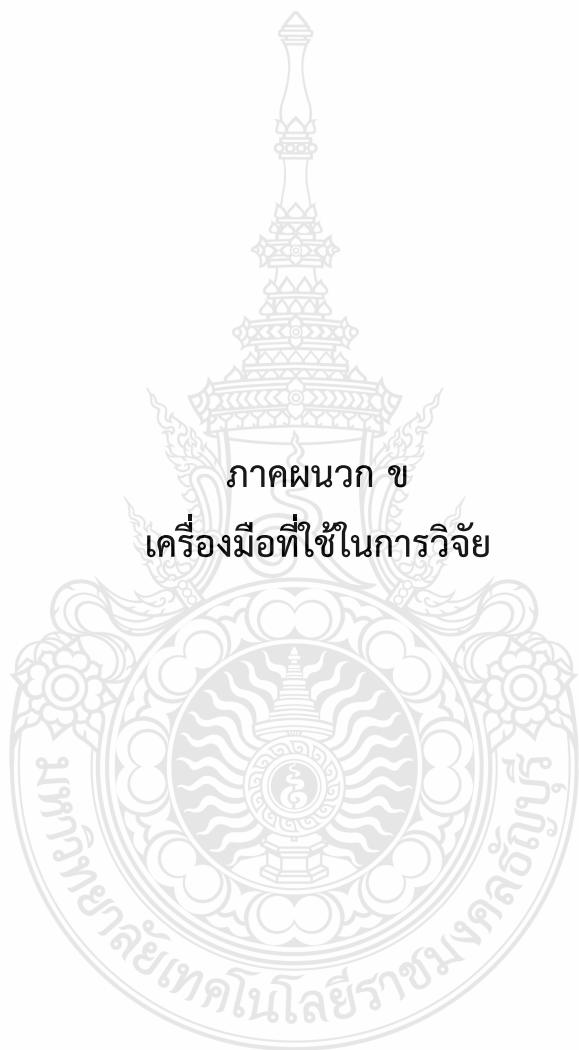 ภาคผนวก ข
เครื่องมือที่ใช้ในการวิจัย
มหาวิทยาลัยเทคโนโลยีราชมงคลธัญบุรี